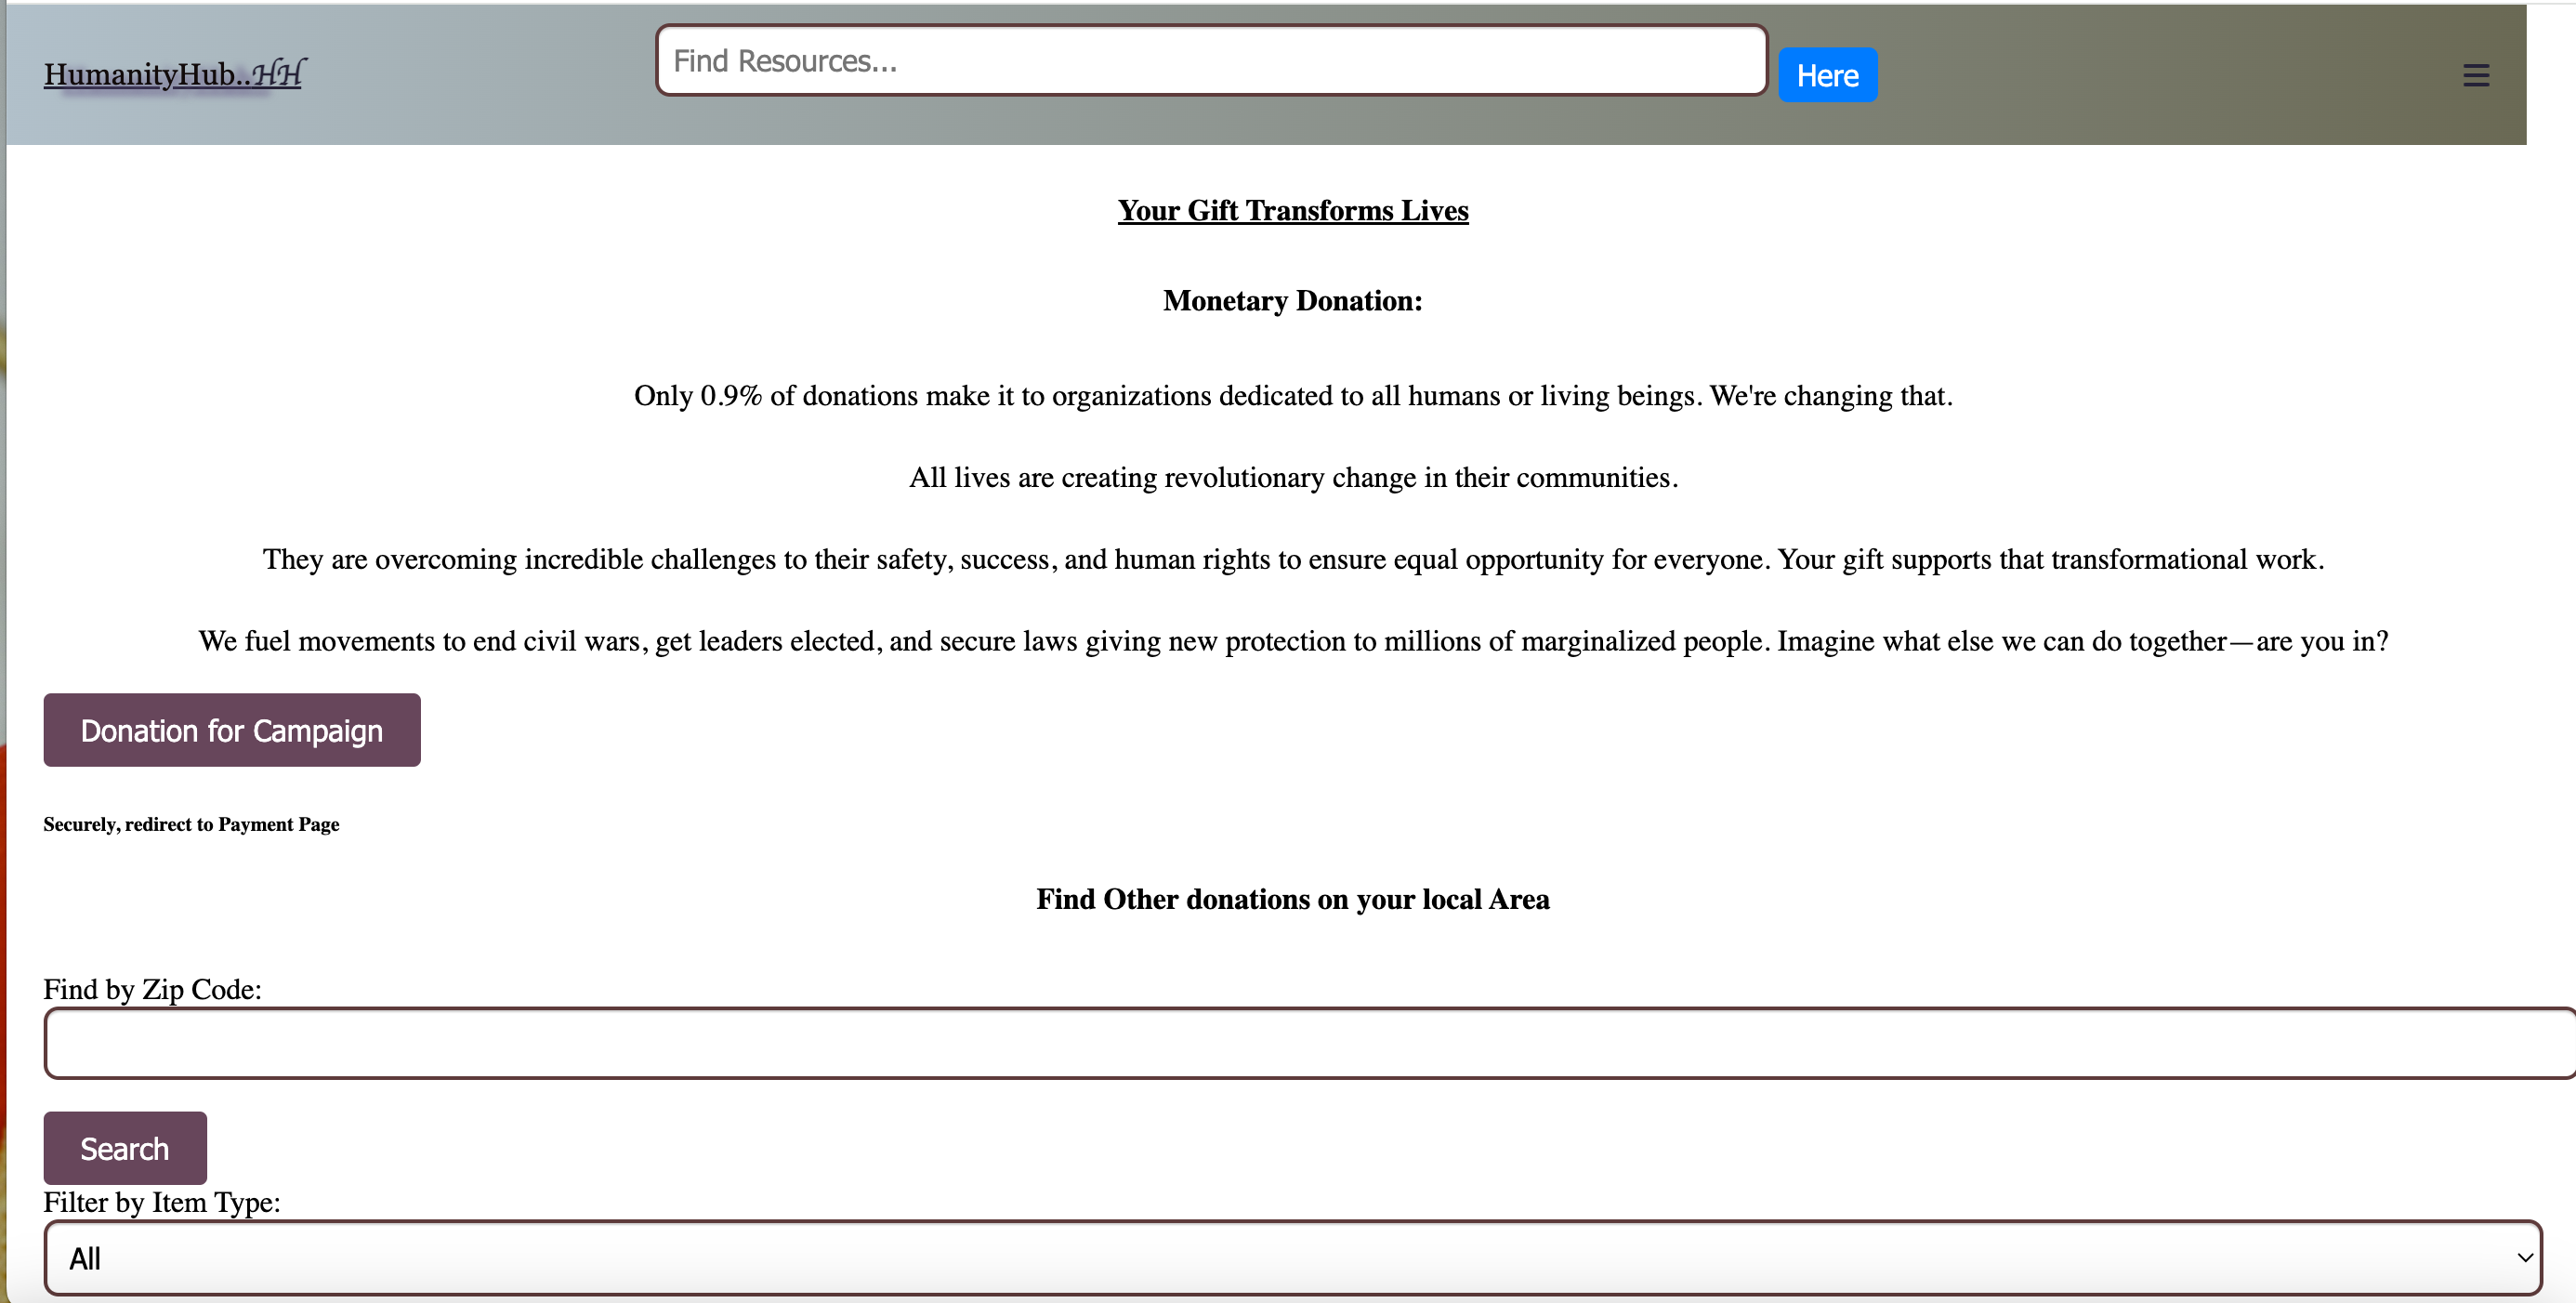 HumanityHub..HH
Find Resources...
Here
Your Gift Transforms Lives
Monetary Donation:
Only 0.9% of donations make it to organizations dedicated to all humans or living beings. We're changing that.
All lives are creating revolutionary change in their communities.
They are overcoming incredible challenges to their safety, success, and human rights to ensure equal opportunity for everyone. Your gift supports that transformational work.
We fuel movements to end civil wars, get leaders elected, and secure laws giving new protection to millions of marginalized people. Imagine what else we can do together—are you in?
Donation for Campaign
Securely, redirect to Payment Page
Find Other donations on your local Area
Find by Zip Code:
Search
Filter by Item Type:
All